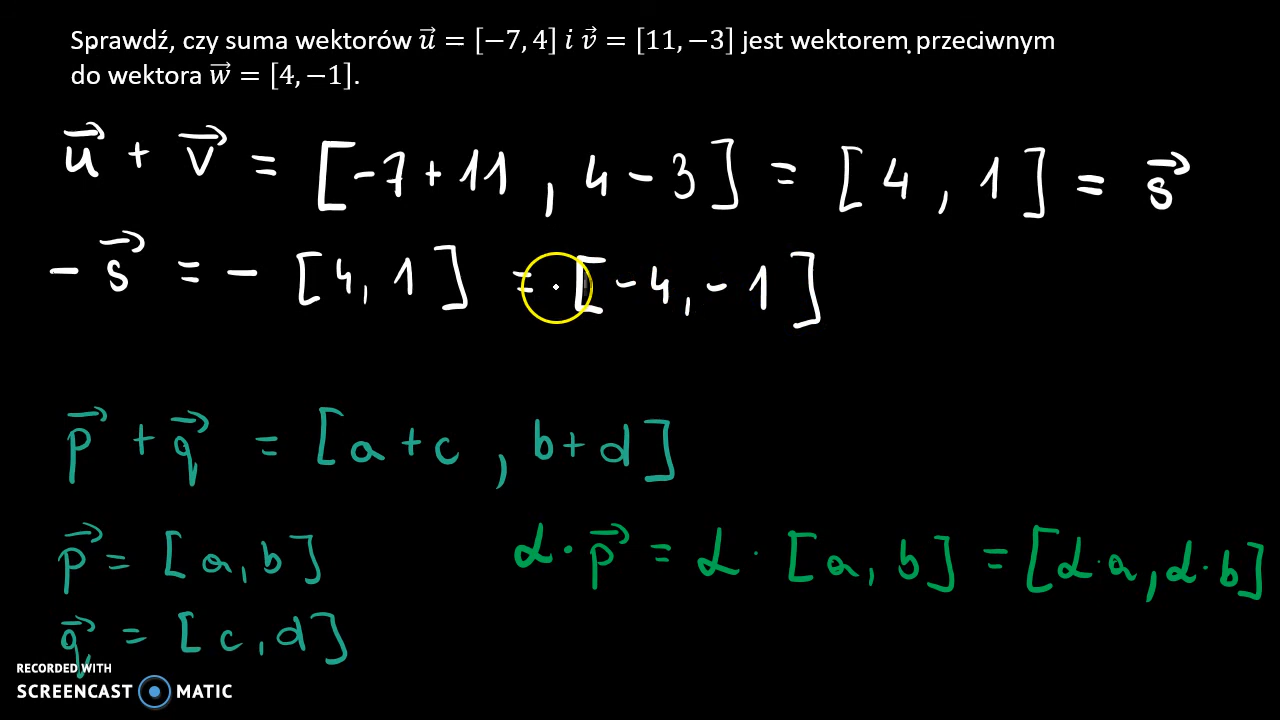 Sprawdź, czy suma wektorów u⃗ = [−7, 4] i v⃗ = [11, −3] jest wektorem przeciwnym
do wektora w⃗ = [4, −1].
u⃗ + v⃗ = [-7+11, 4-3] = [4, 1] = s⃗
-s⃗ = -[4, 1] = [-4, -1]
p⃗ + q⃗ = [a+c, b+d]
p⃗ = [a, b]
α·p⃗ = α·[a, b] = [α·a, α·b]
q⃗ = [c, d]
RECORDED WITH
SCREENCAST MATIC